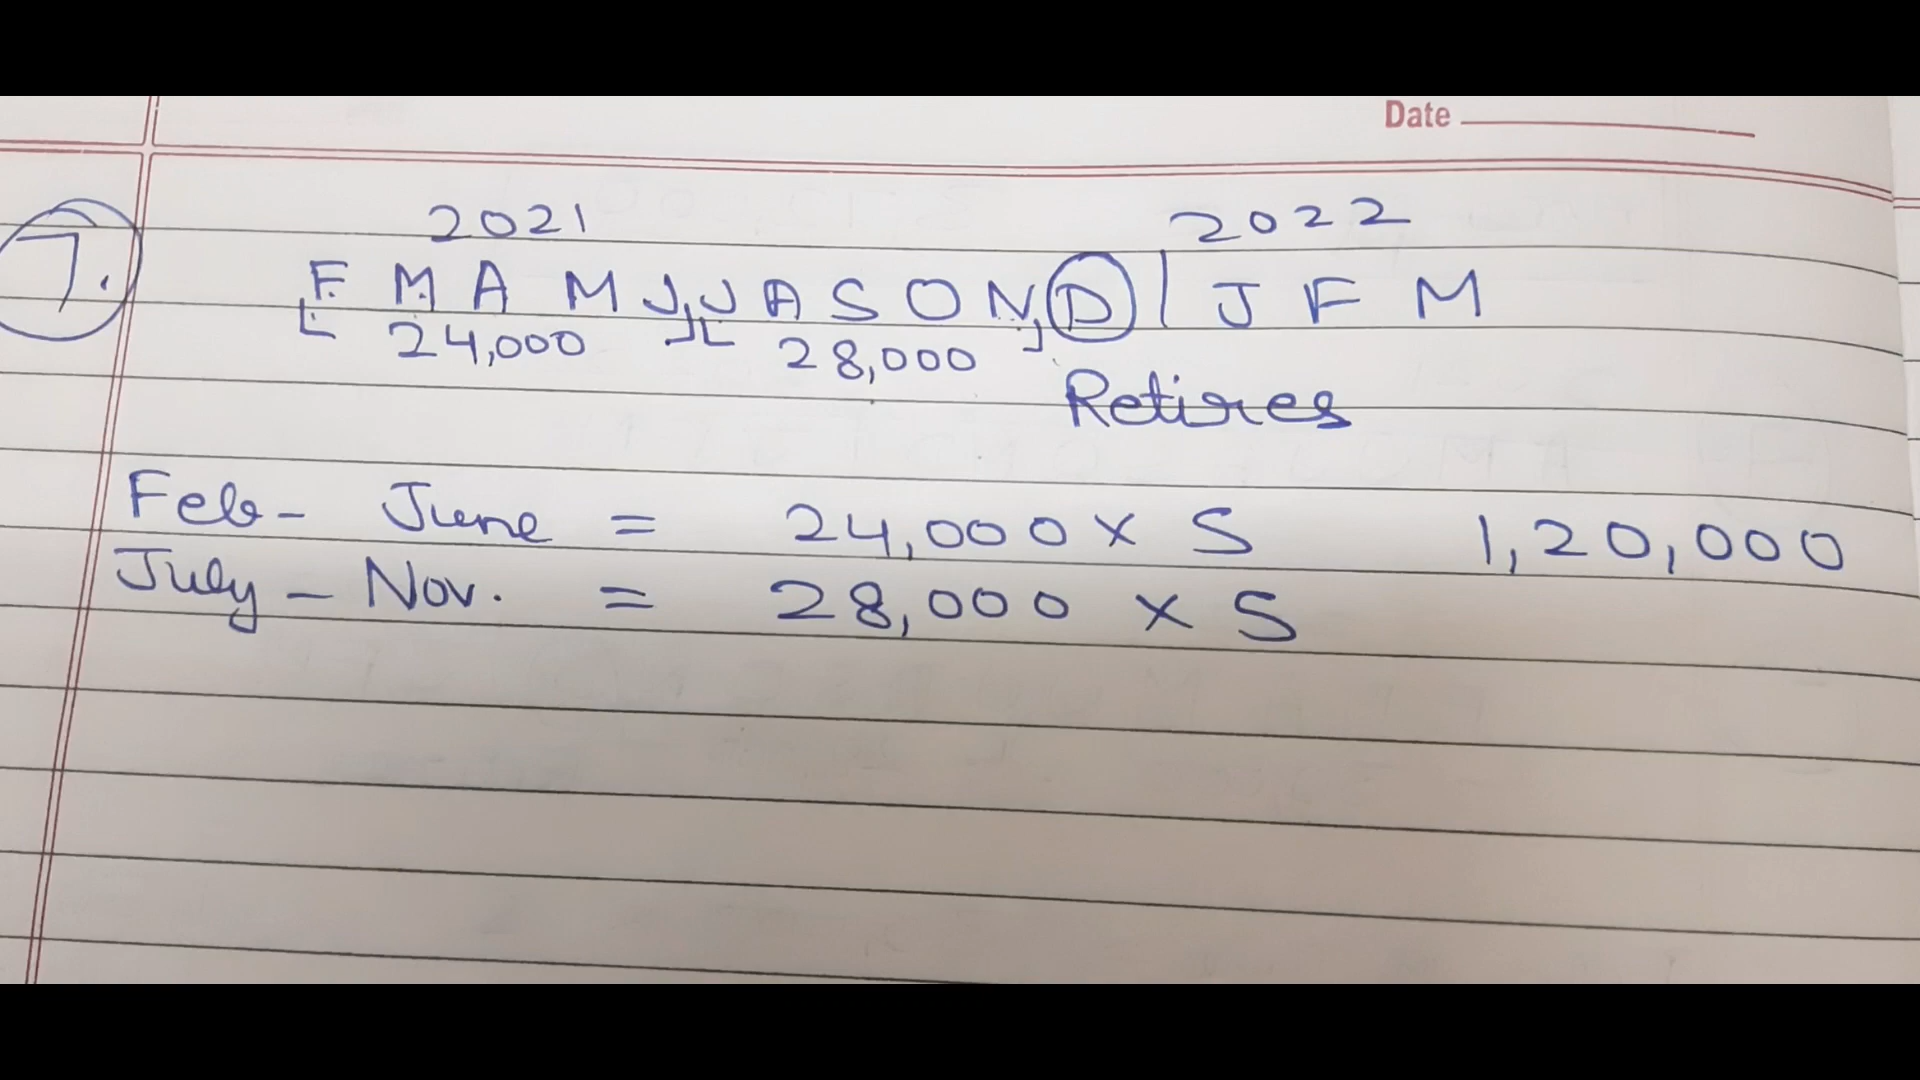 Date
7.
2021 2022
F M A M J J A S O N D | J F M
24,000 28,000
Retires
Feb - June = 24,000 x 5 1,20,000
July - Nov. = 28,000 x 5